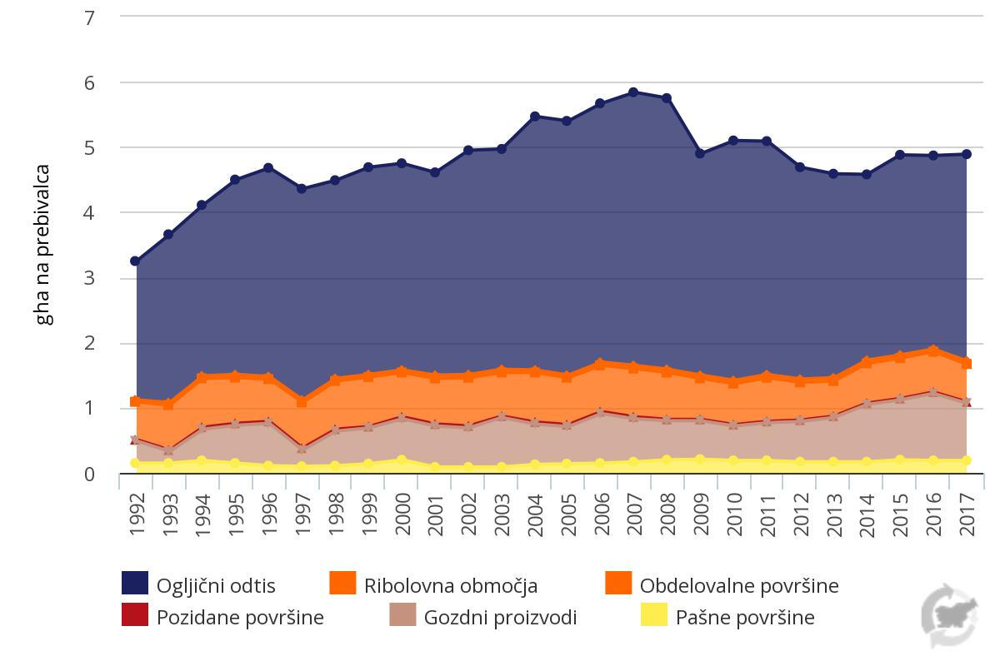 7
6
5
4
3
2
1
0
gha na prebivalca
1992 1993 1994 1995 1996 1997 1998 1999 2000 2001 2002 2003 2004 2005 2006 2007 2008 2009 2010 2011 2012 2013 2014 2015 2016 2017
Ogljični odtis Ribolovna območja Obdelovalne površine
Pozidane površine Gozdni proizvodi Pašne površine